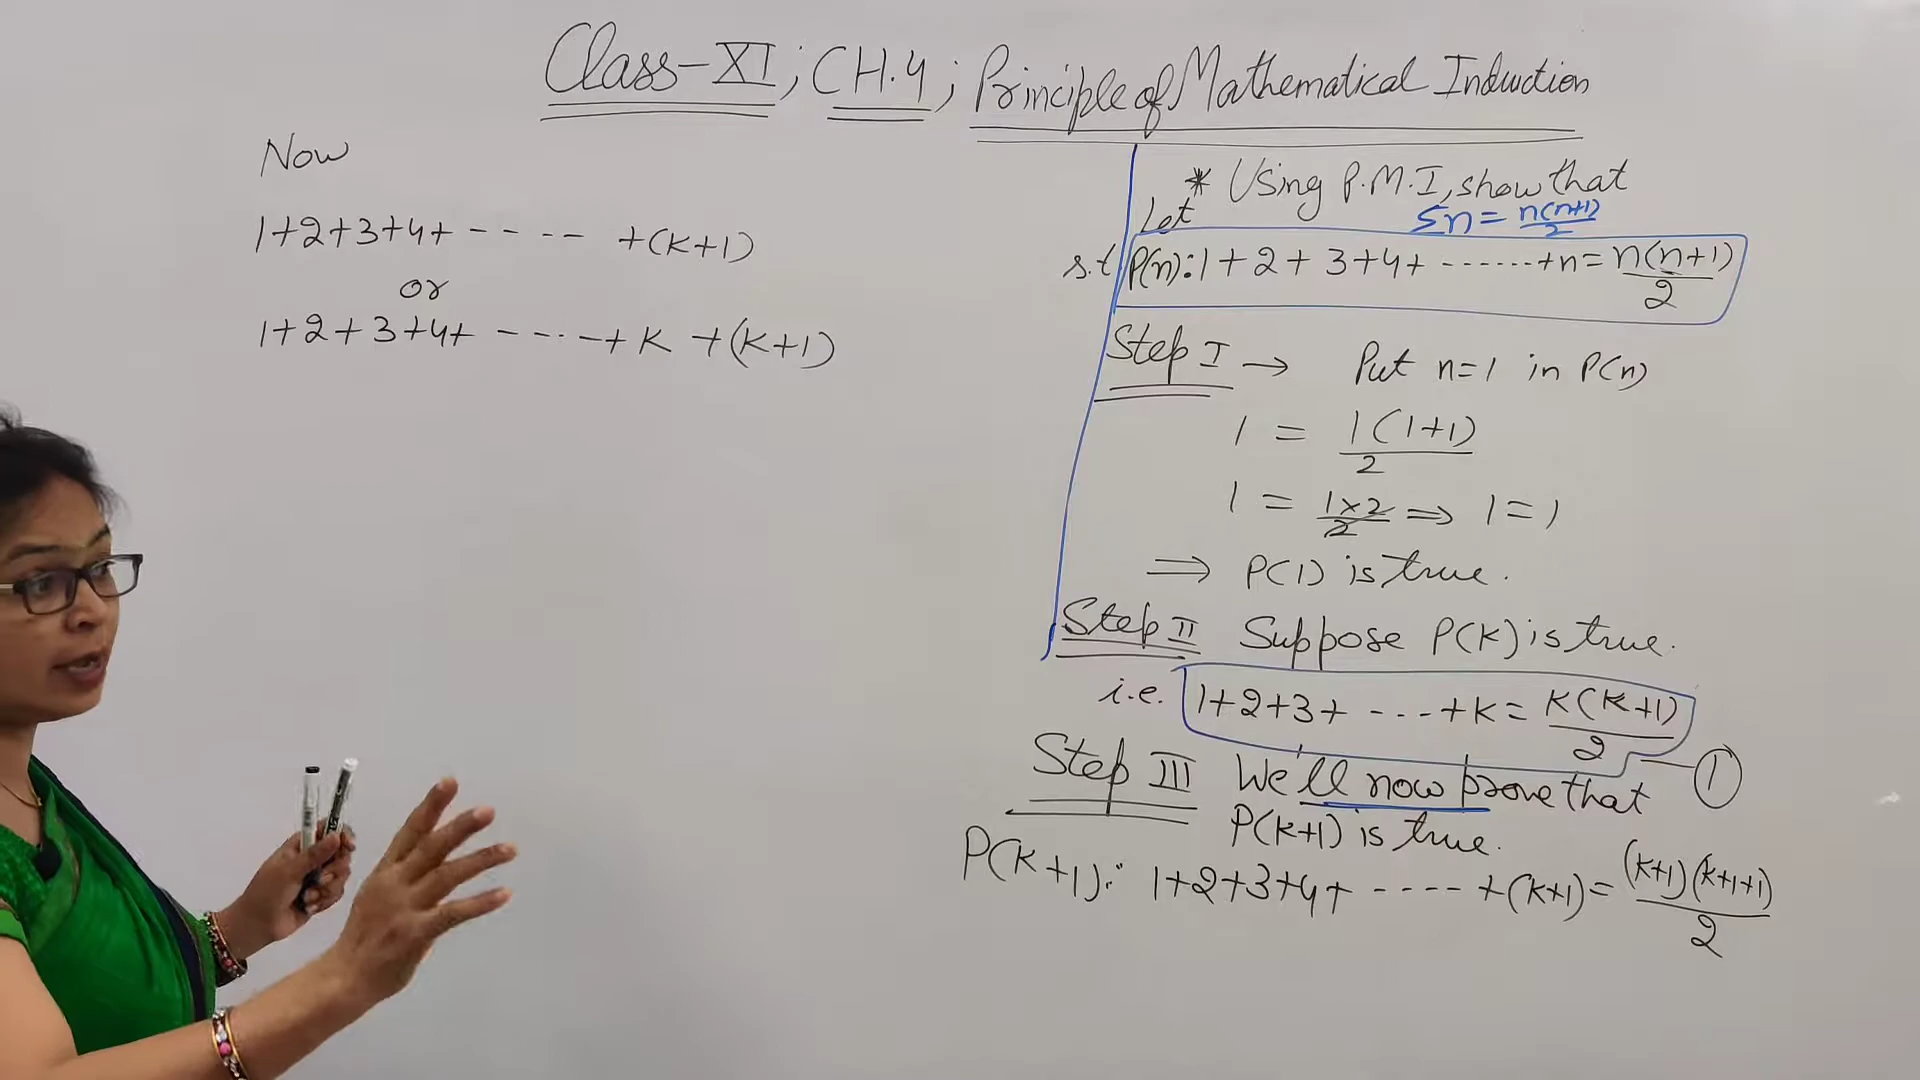 Class-XI; CH.4; Principle of Mathematical Induction
Now
1+2+3+4+ ----- +(K+1)
or
1+2+3+4+ -----+ K +(K+1)
* Using P.M.I, show that
Let
Σn = n(n+1)/2
s.t P(n): 1+2+3+4+ ------+n = n(n+1)/2
Step I → Put n=1 in P(n)
1 = 1(1+1)/2
1 = 1×2/2 ⇒ 1=1
⇒ P(1) is true.
Step II Suppose P(K) is true.
i.e. 1+2+3+ ---+K = K(K+1)/2 — 1
Step III We'll now prove that
P(K+1) is true.
P(K+1): 1+2+3+4+ ---- +(K+1) = (K+1)(K+1+1)/2